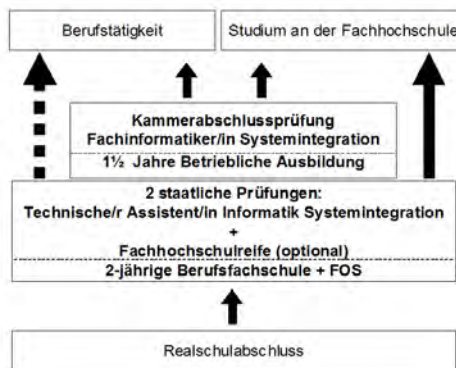 Berufstätigkeit
Studium an der Fachhochschule
Kammerabschlussprüfung
Fachinformatiker/in Systemintegration
1½ Jahre Betriebliche Ausbildung
2 staatliche Prüfungen:
Technische/r Assistent/in Informatik Systemintegration
+
Fachhochschulreife (optional)
2-jährige Berufsfachschule + FOS
Realschulabschluss